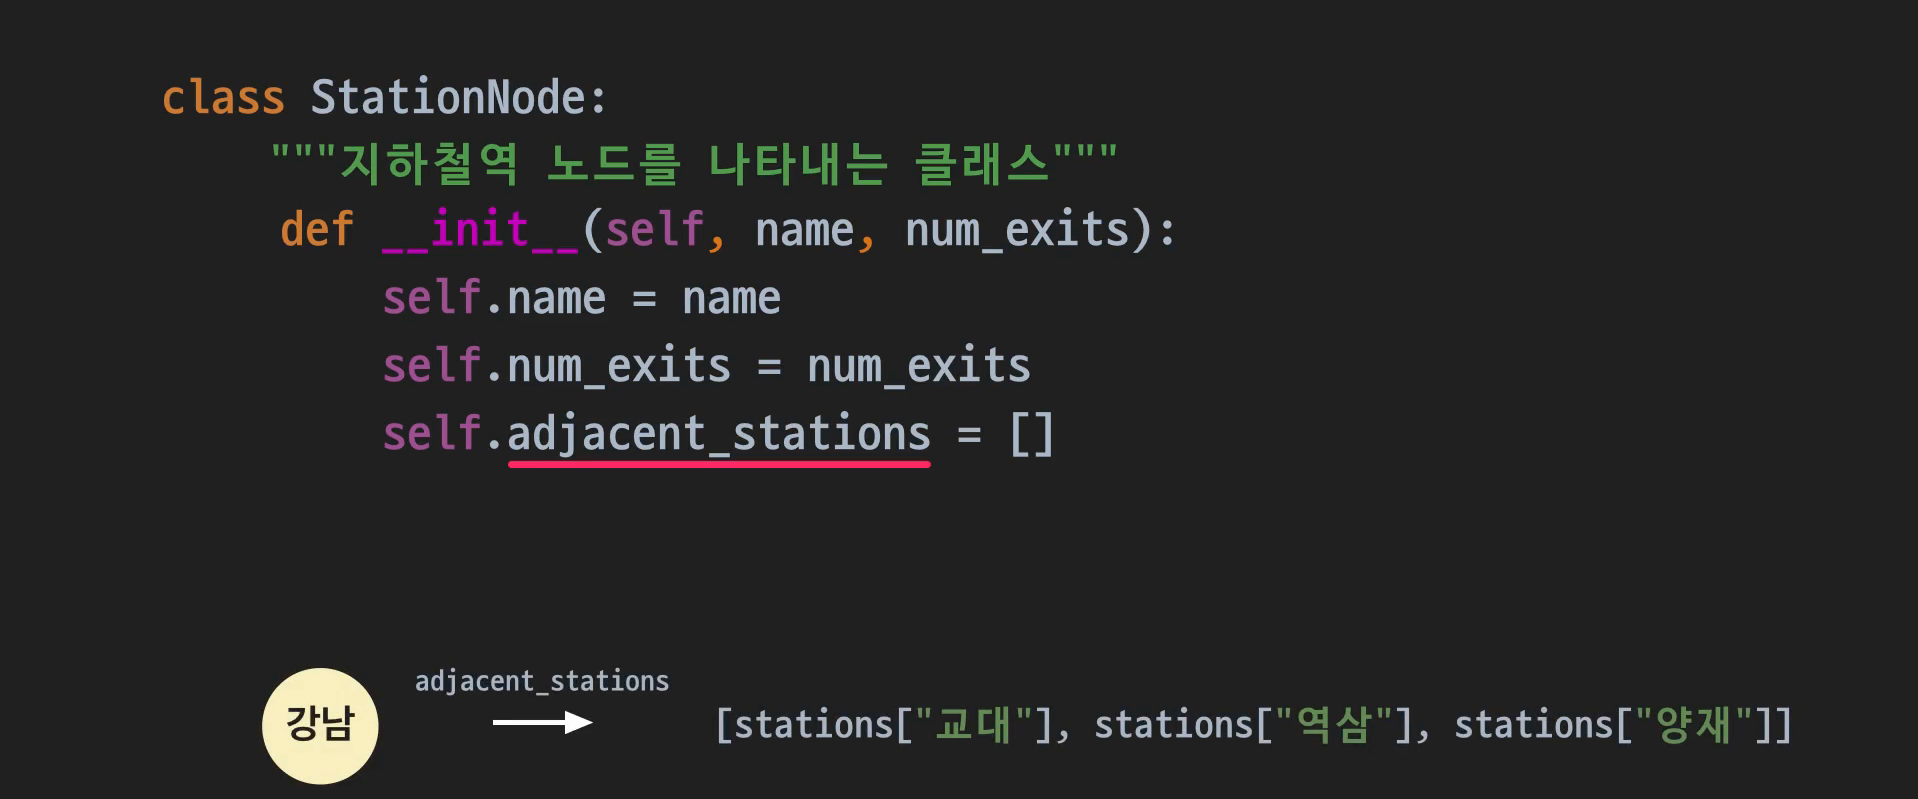 class StationNode:
"""지하철역 노드를 나타내는 클래스"""
def __init__(self, name, num_exits):
self.name = name
self.num_exits = num_exits
self.adjacent_stations = []
adjacent_stations
강남
[stations["교대"], stations["역삼"], stations["양재"]]